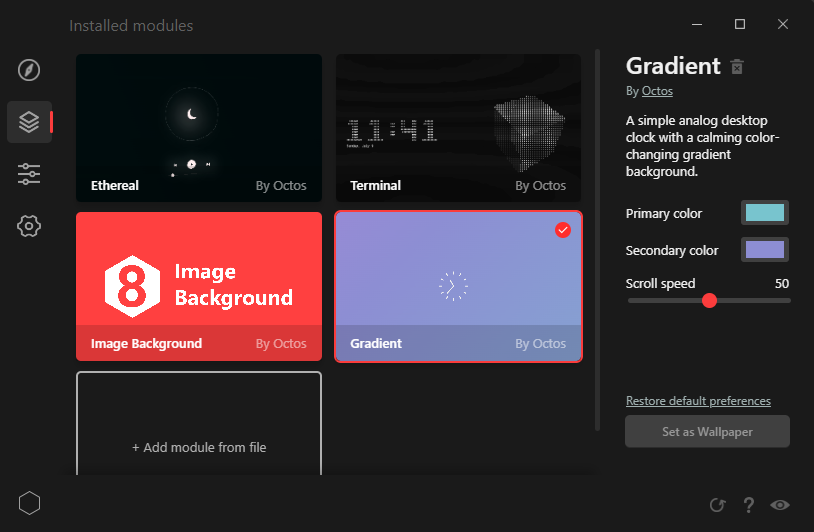 Installed modules
11:41
Ethereal By Octos
Terminal By Octos
8 Image
Background
Image Background By Octos
Gradient By Octos
+ Add module from file
Gradient
By Octos
A simple analog desktop
clock with a calming color-
changing gradient
background.
Primary color
Secondary color
Scroll speed 50
Restore default preferences
Set as Wallpaper
?